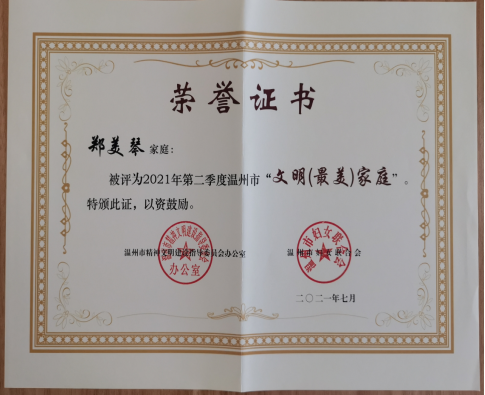 荣誉证书
郑美琴家庭:
被评为2021年第二季度温州市“文明(最美)家庭”。
特颁此证，以资鼓励。
温州市精神文明建设指导委员会办公室 温州市妇女联合会
办公室
二〇二一年七月